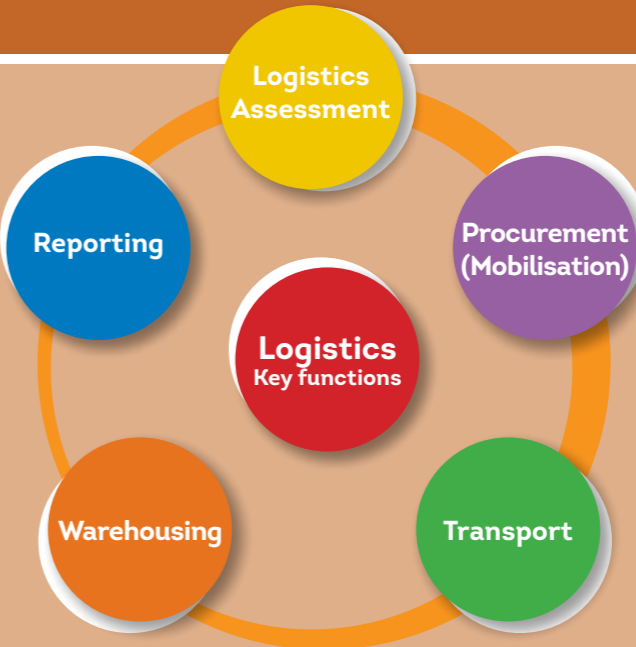 Logistics
Assessment
Procurement
(Mobilisation)
Reporting
Logistics
Key functions
Warehousing
Transport